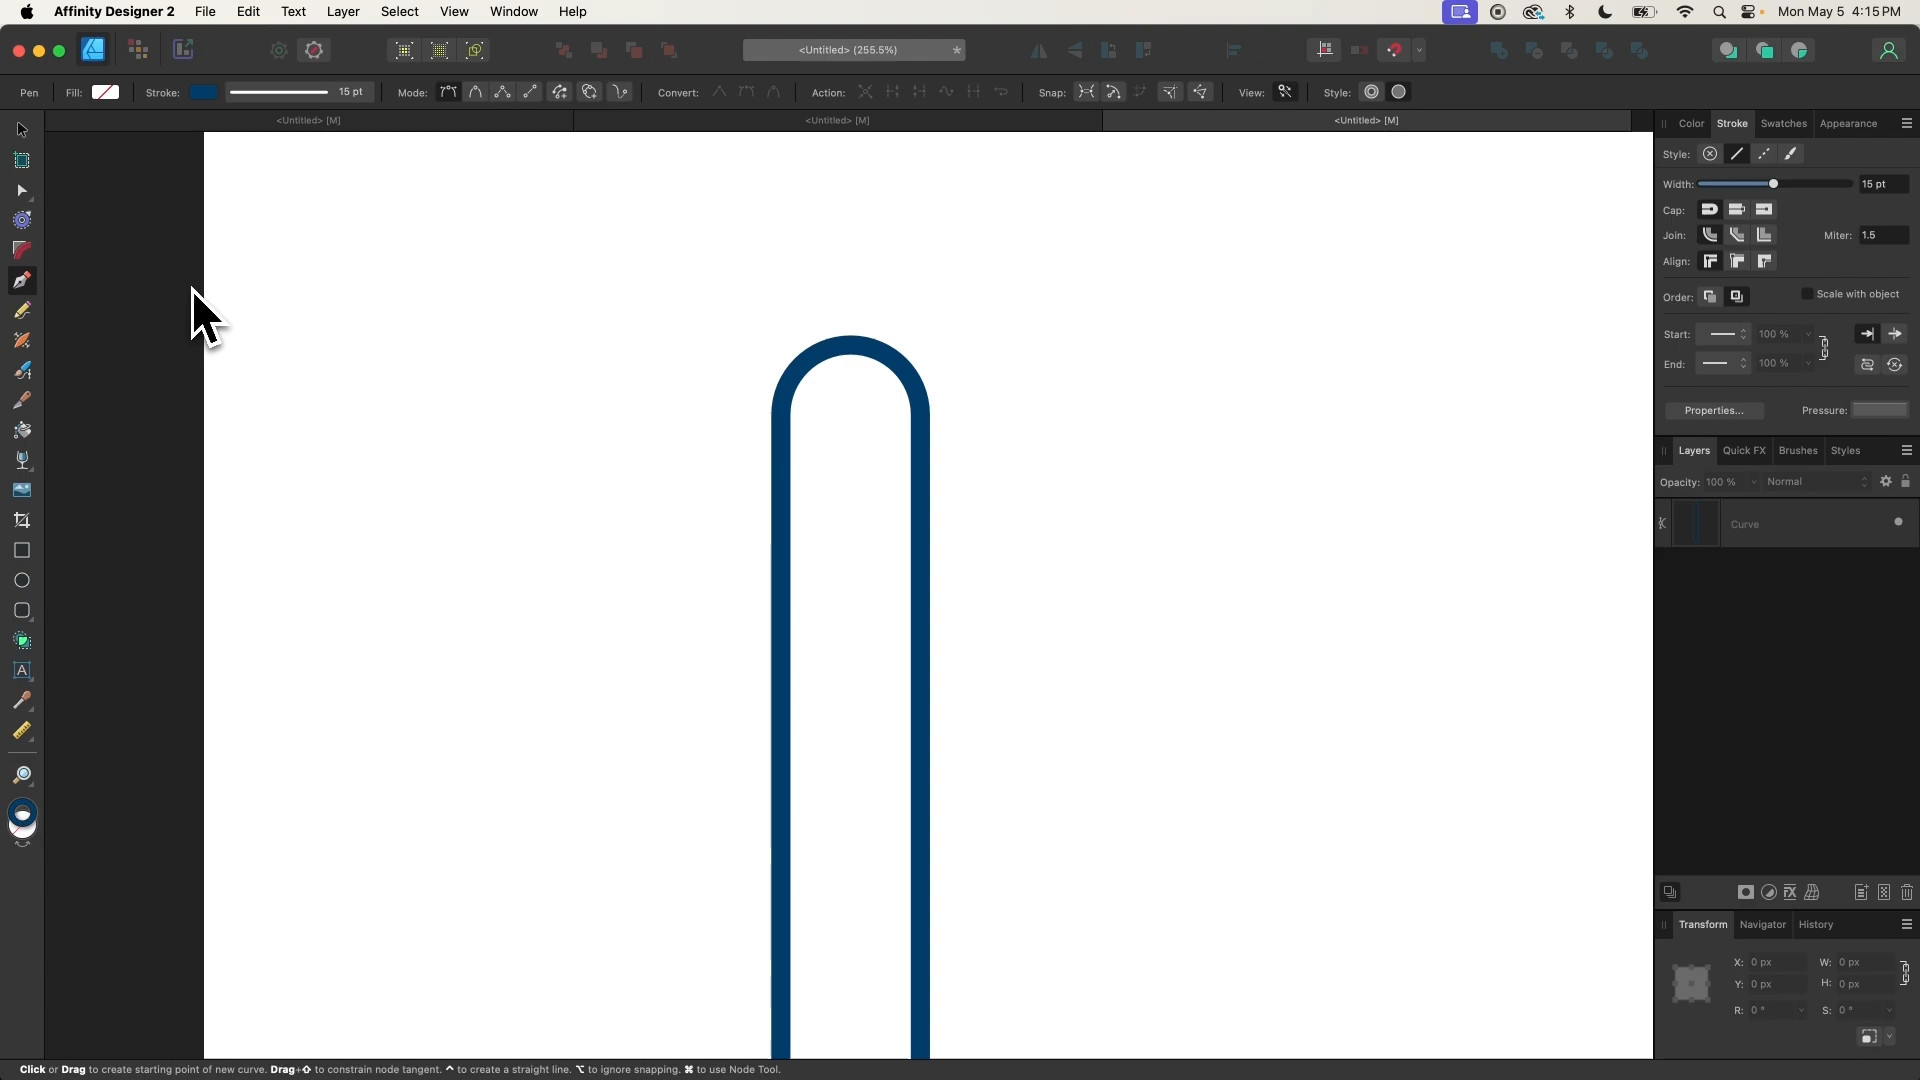 Affinity Designer 2 File Edit Text Layer Select View Window Help Mon May 5 4:15 PM
<Untitled> (255.5%) *
Pen Fill: Stroke: 15 pt Mode: Convert: Action: Snap: View: Style:
<Untitled> [M] <Untitled> [M] <Untitled> [M]
Color Stroke Swatches Appearance
Style:
Width: 15 pt
Cap:
Join: Miter: 1.5
Align:
Order: Scale with object
Start: 100 %
End: 100 %
Properties... Pressure:
Layers Quick FX Brushes Styles
Opacity: 100 % Normal
Curve
A
Transform Navigator History
X: 0 px W: 0 px
Y: 0 px H: 0 px
R: 0 ° S: 0 °
Click or Drag to create starting point of new curve. Drag+⇧ to constrain node tangent. ⌃ to create a straight line. ⌥ to ignore snapping. ⌘ to use Node Tool.